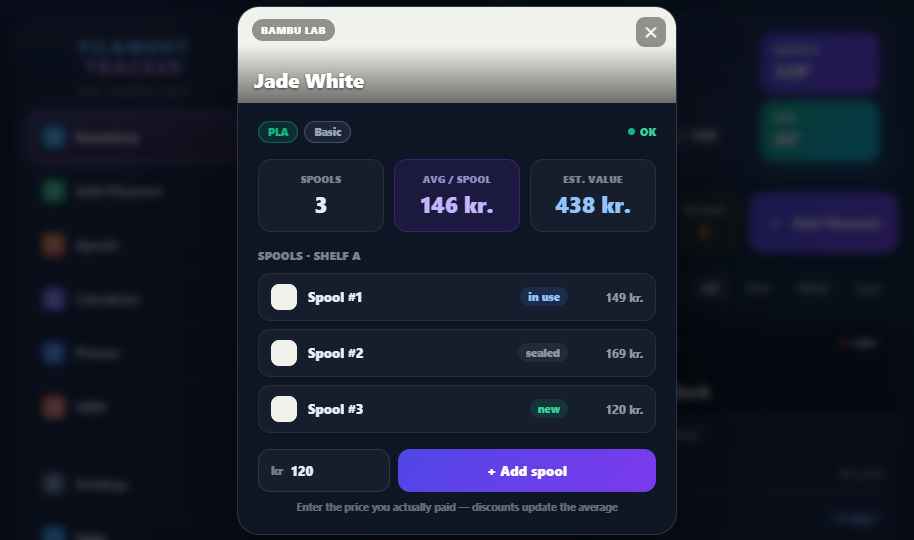 BAMBU LAB
Jade White
PLA Basic OK
SPOOLS AVG / SPOOL EST. VALUE
3 146 kr. 438 kr.
SPOOLS · SHELF A
Spool #1 in use 149 kr.
Spool #2 sealed 169 kr.
Spool #3 new 120 kr.
kr 120 + Add spool
Enter the price you actually paid — discounts update the average
FILAMENT
TRACKER